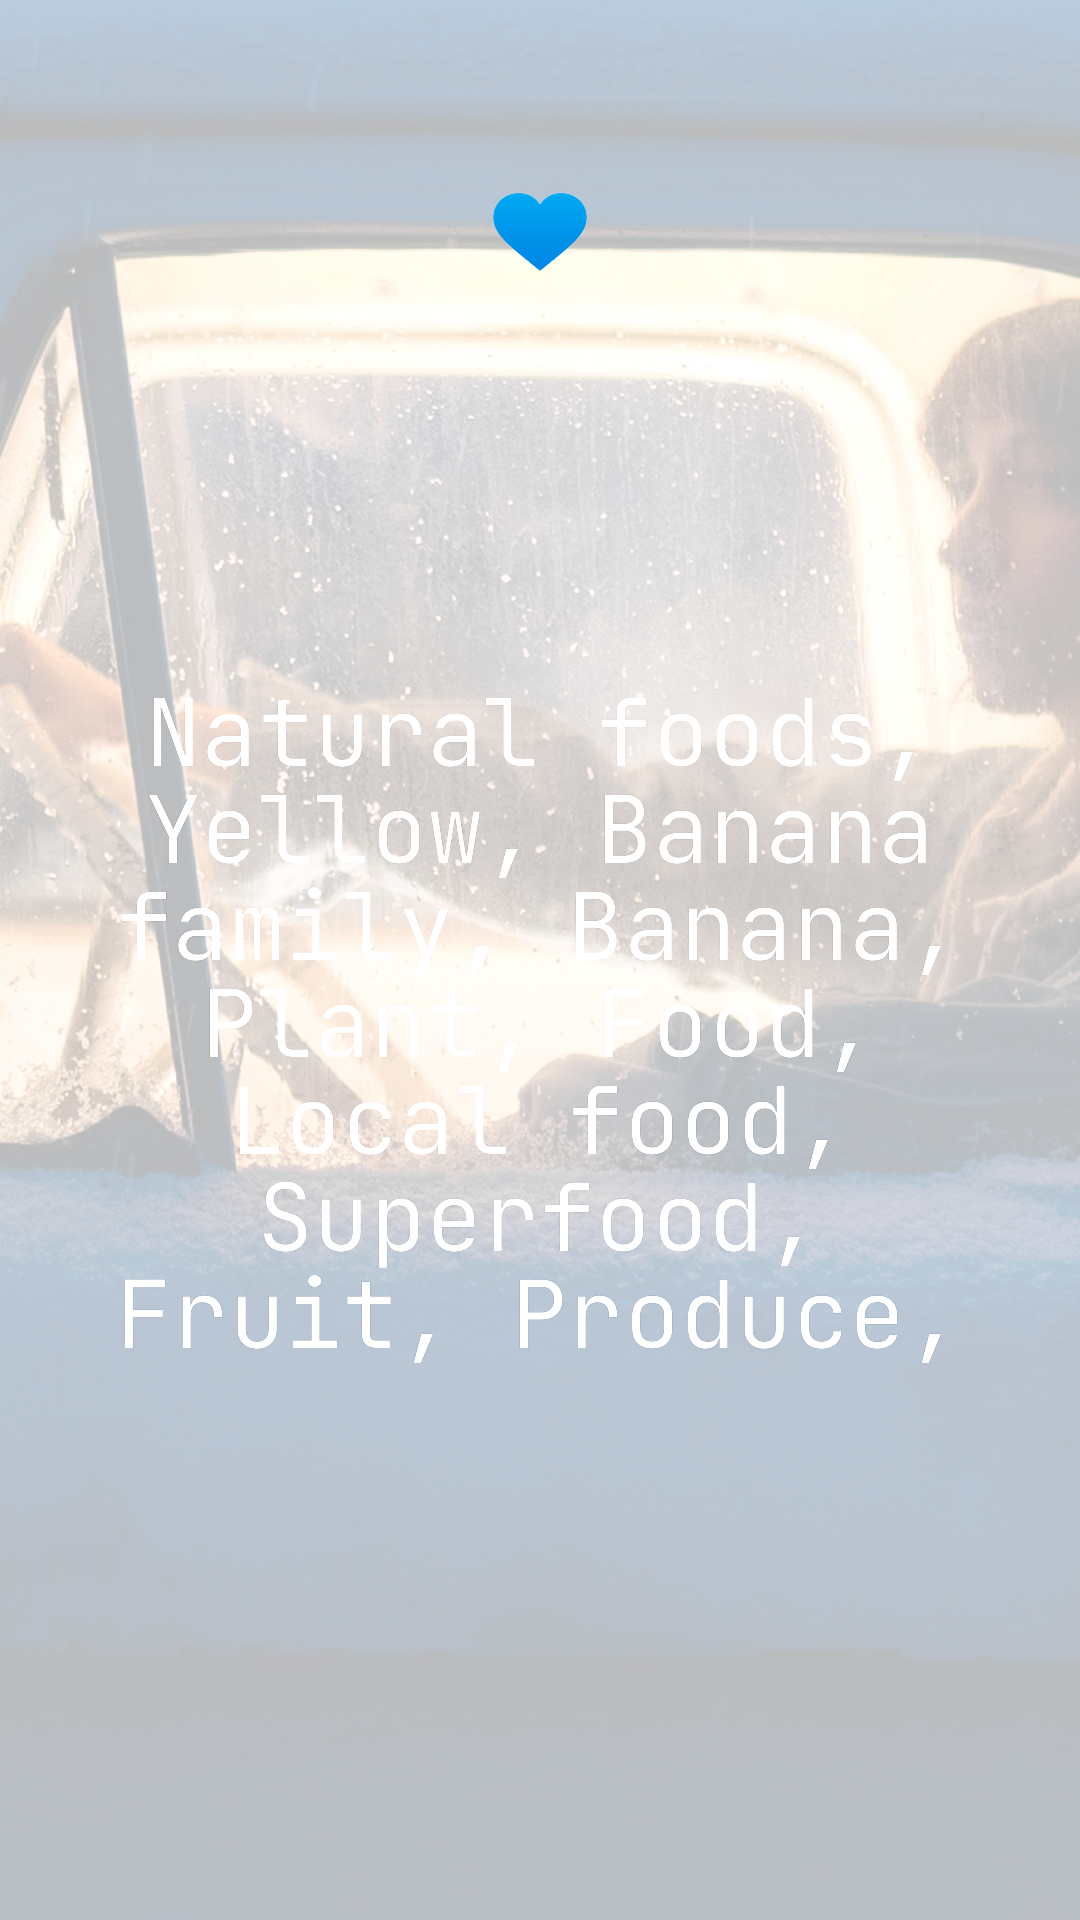 Natural foods,
Yellow, Banana
family, Banana,
Plant, Food,
Local food,
Superfood,
Fruit, Produce,